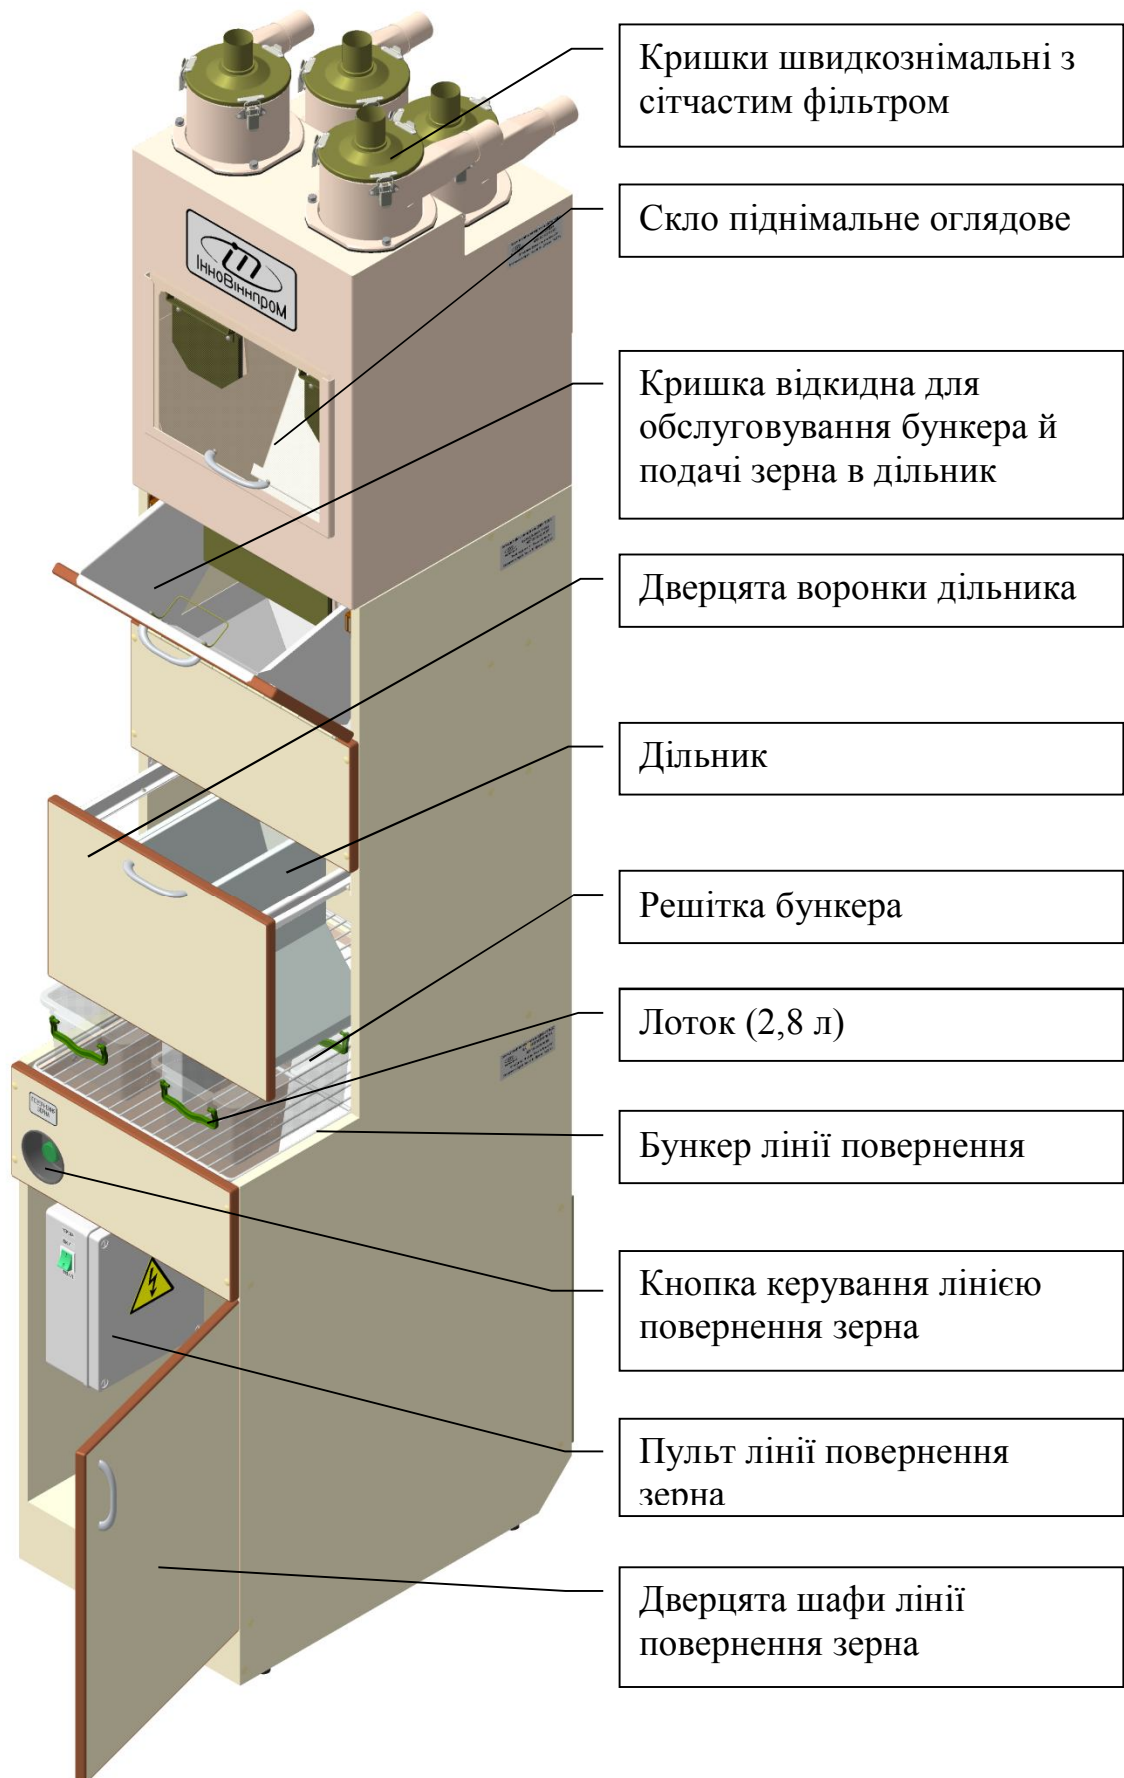 Кришки швидкознімальні з
сітчастим фільтром
Скло піднімальне оглядове
ІнноВіннпроМ
Кришка відкидна для
обслуговування бункера й
подачі зерна в дільник
Дверцята воронки дільника
Дільник
Решітка бункера
Лоток (2,8 л)
Бункер лінії повернення
Кнопка керування лінією
повернення зерна
Пульт лінії повернення
зерна
Дверцята шафи лінії
повернення зерна